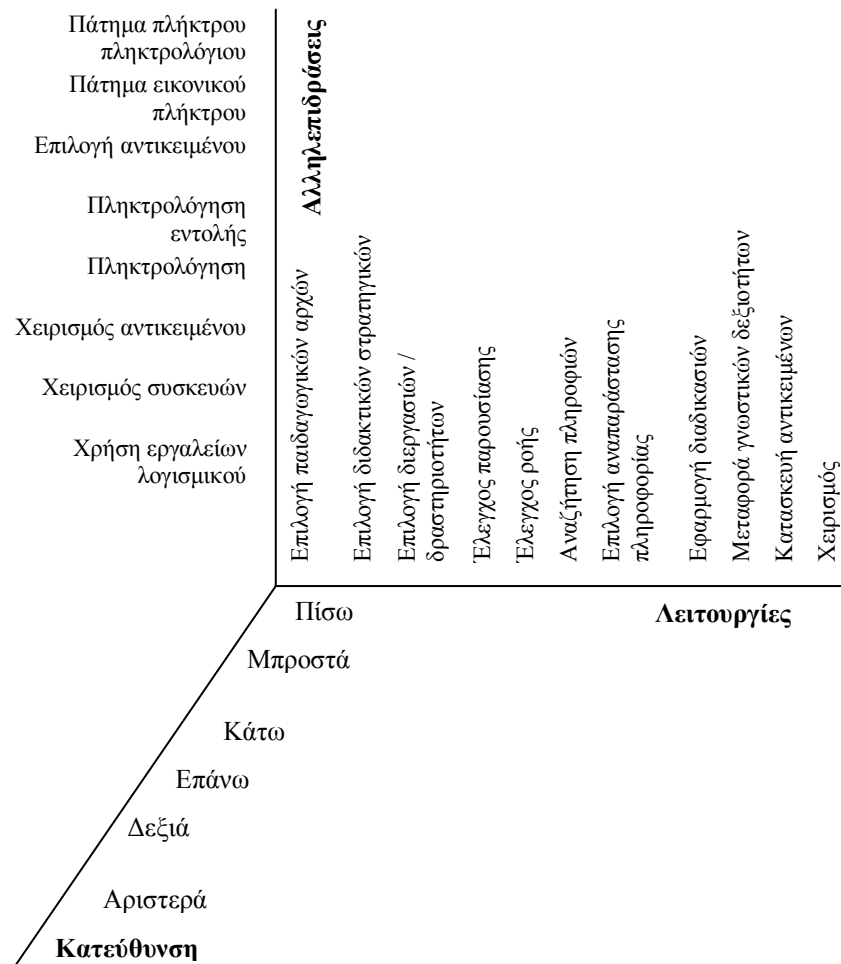 Πάτημα πλήκτρου
πληκτρολόγιου
Πάτημα εικονικού
πλήκτρου
Επιλογή αντικειμένου
Πληκτρολόγηση
εντολής
Πληκτρολόγηση
Χειρισμός αντικειμένου
Χειρισμός συσκευών
Χρήση εργαλείων
λογισμικού
Αλληλεπιδράσεις
Επιλογή παιδαγωγικών αρχών
Επιλογή διδακτικών στρατηγικών
Επιλογή διεργασιών /
δραστηριοτήτων
Έλεγχος παρουσίασης
Έλεγχος ροής
Αναζήτηση πληροφιών
Επιλογή αναπαράστασης
πληροφορίας
Εφαρμογή διαδικασιών
Μεταφορά γνωστικών δεξιοτήτων
Κατασκευή αντικειμένων
Χειρισμός
Λειτουργίες
Πίσω
Μπροστά
Κάτω
Επάνω
Δεξιά
Αριστερά
Κατεύθυνση